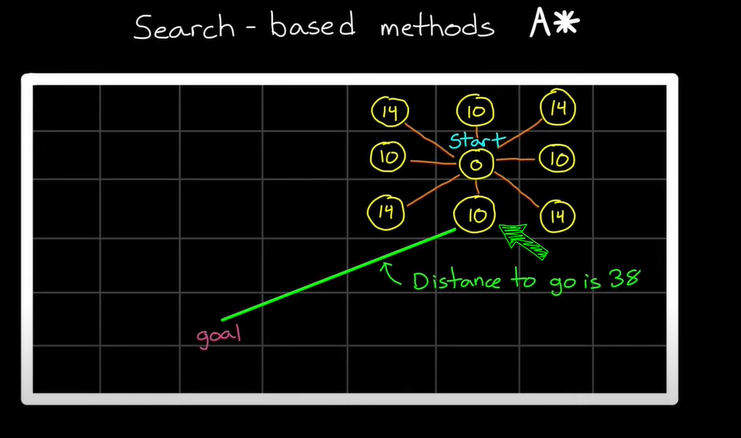 Search-based methods A*
14 10 14
Start
10 0 10
14 10 14
Distance to go is 38
goal